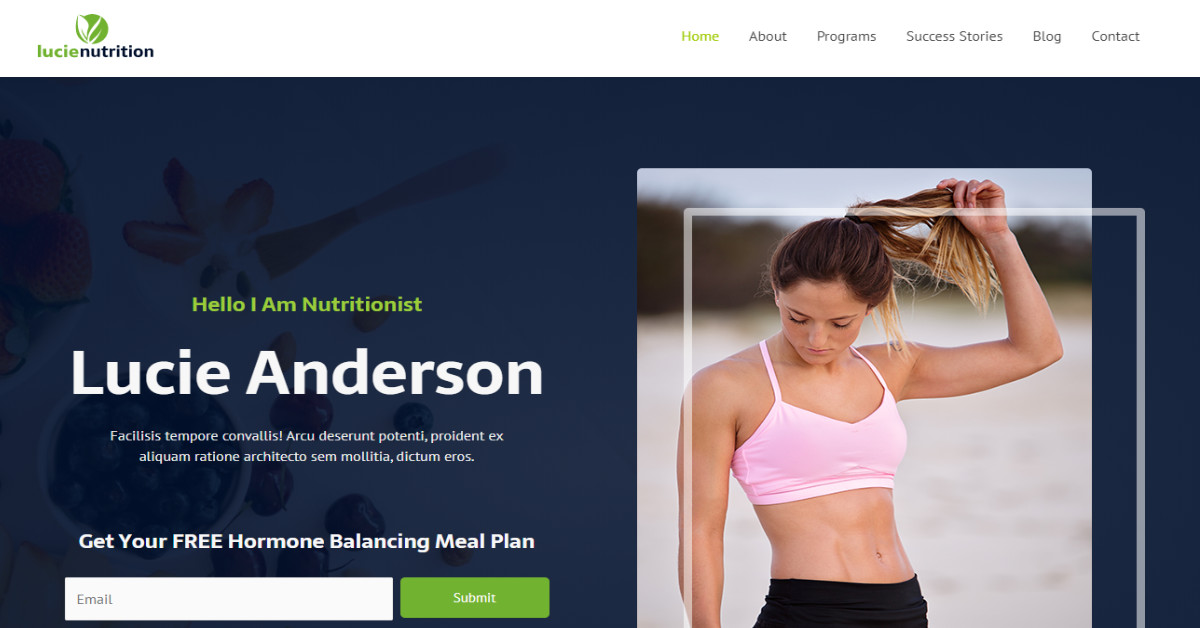 lucienutrition
Home About Programs Success Stories Blog Contact
Hello I Am Nutritionist
Lucie Anderson
Facilisis tempore convallis! Arcu deserunt potenti, proident ex
aliquam ratione architecto sem mollitia, dictum eros.
Get Your FREE Hormone Balancing Meal Plan
Email Submit